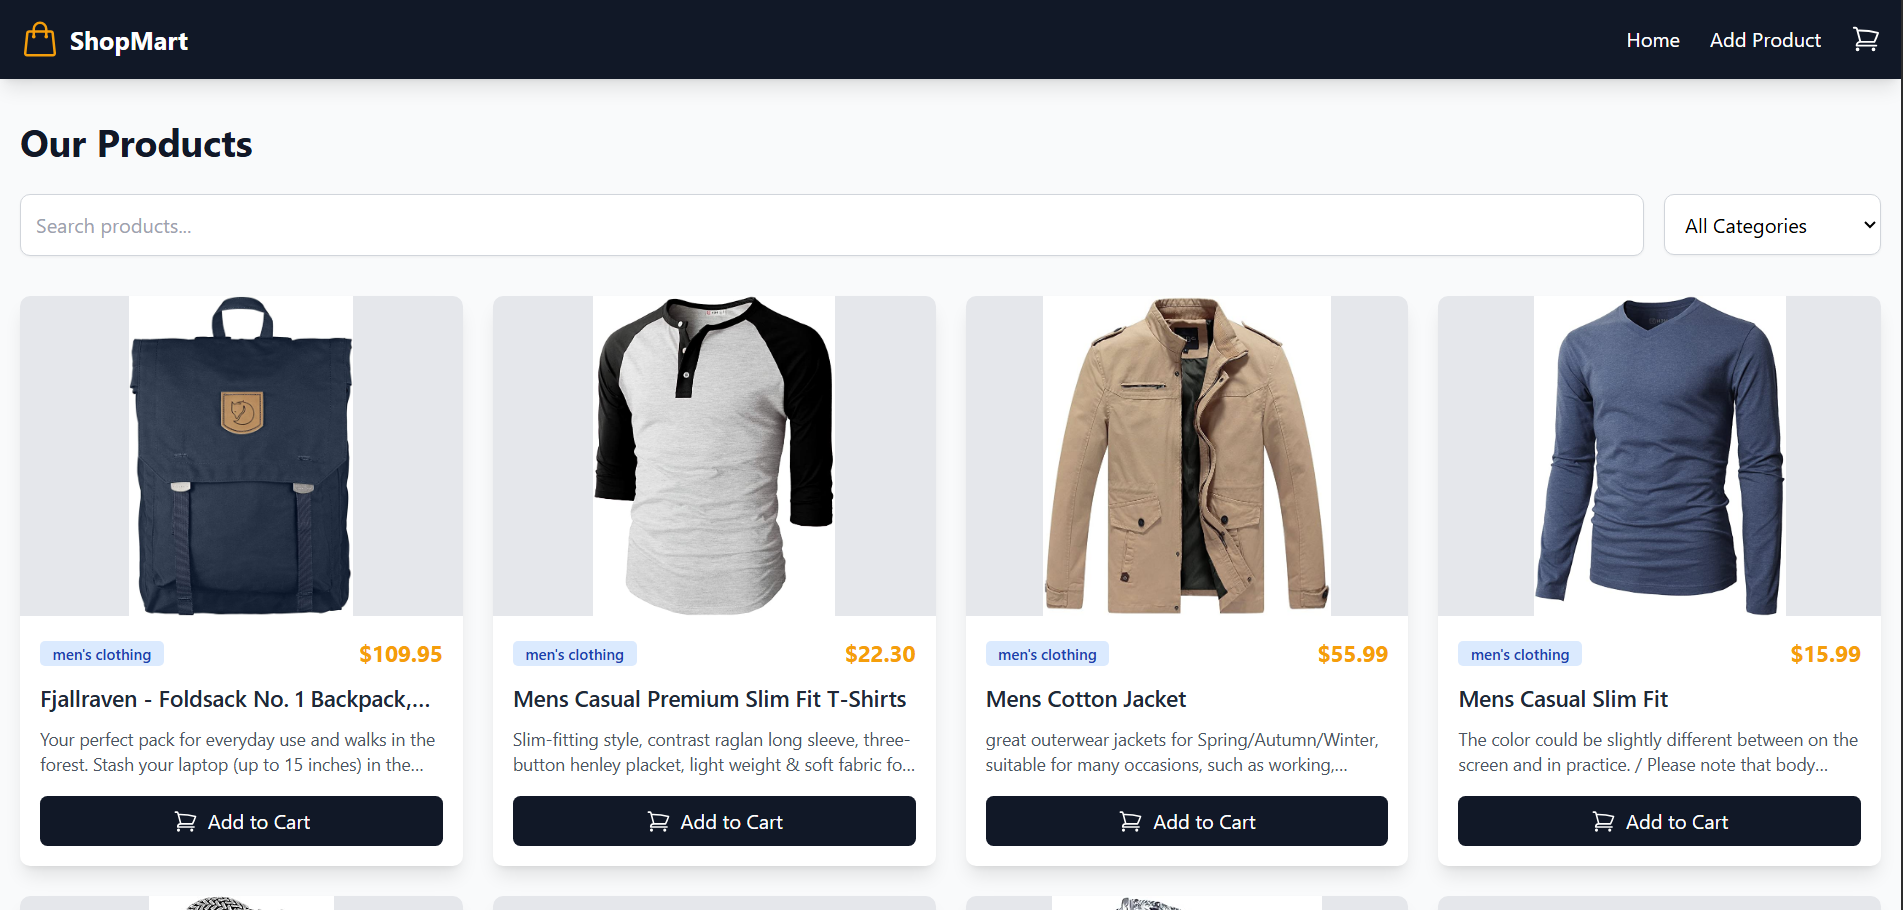 ShopMart
Home
Add Product
Our Products
Search products...
All Categories
men's clothing
$109.95
Fjallraven - Foldsack No. 1 Backpack,...
Your perfect pack for everyday use and walks in the
forest. Stash your laptop (up to 15 inches) in the...
Add to Cart
men's clothing
$22.30
Mens Casual Premium Slim Fit T-Shirts
Slim-fitting style, contrast raglan long sleeve, three-
button henley placket, light weight & soft fabric fo...
Add to Cart
men's clothing
$55.99
Mens Cotton Jacket
great outerwear jackets for Spring/Autumn/Winter,
suitable for many occasions, such as working,...
Add to Cart
men's clothing
$15.99
Mens Casual Slim Fit
The color could be slightly different between on the
screen and in practice. / Please note that body...
Add to Cart